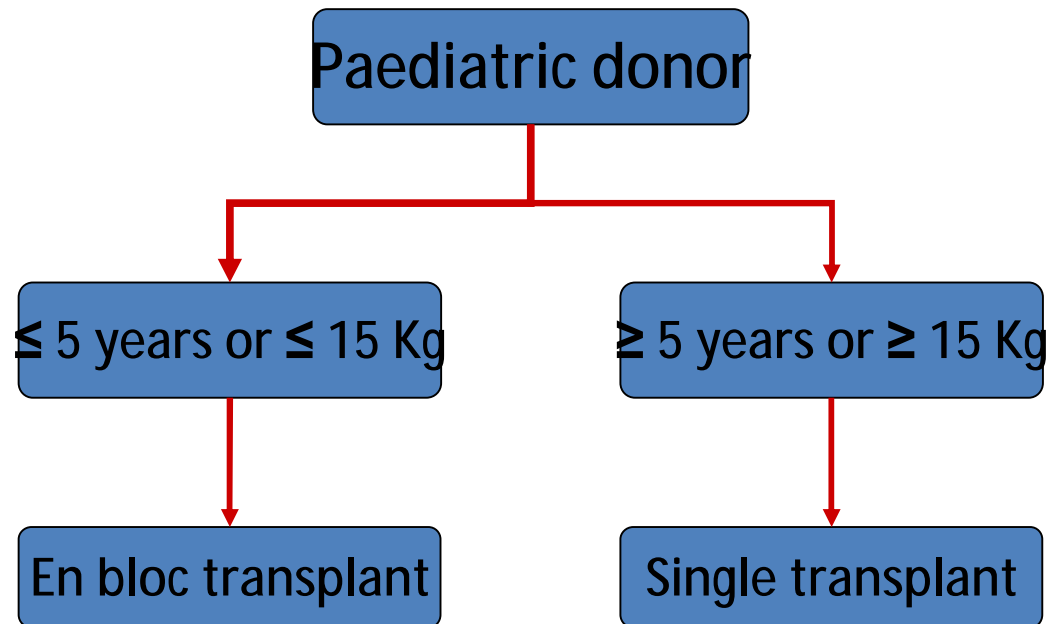 Paediatric donor
≤ 5 years or ≤ 15 Kg
≥ 5 years or ≥ 15 Kg
En bloc transplant
Single transplant